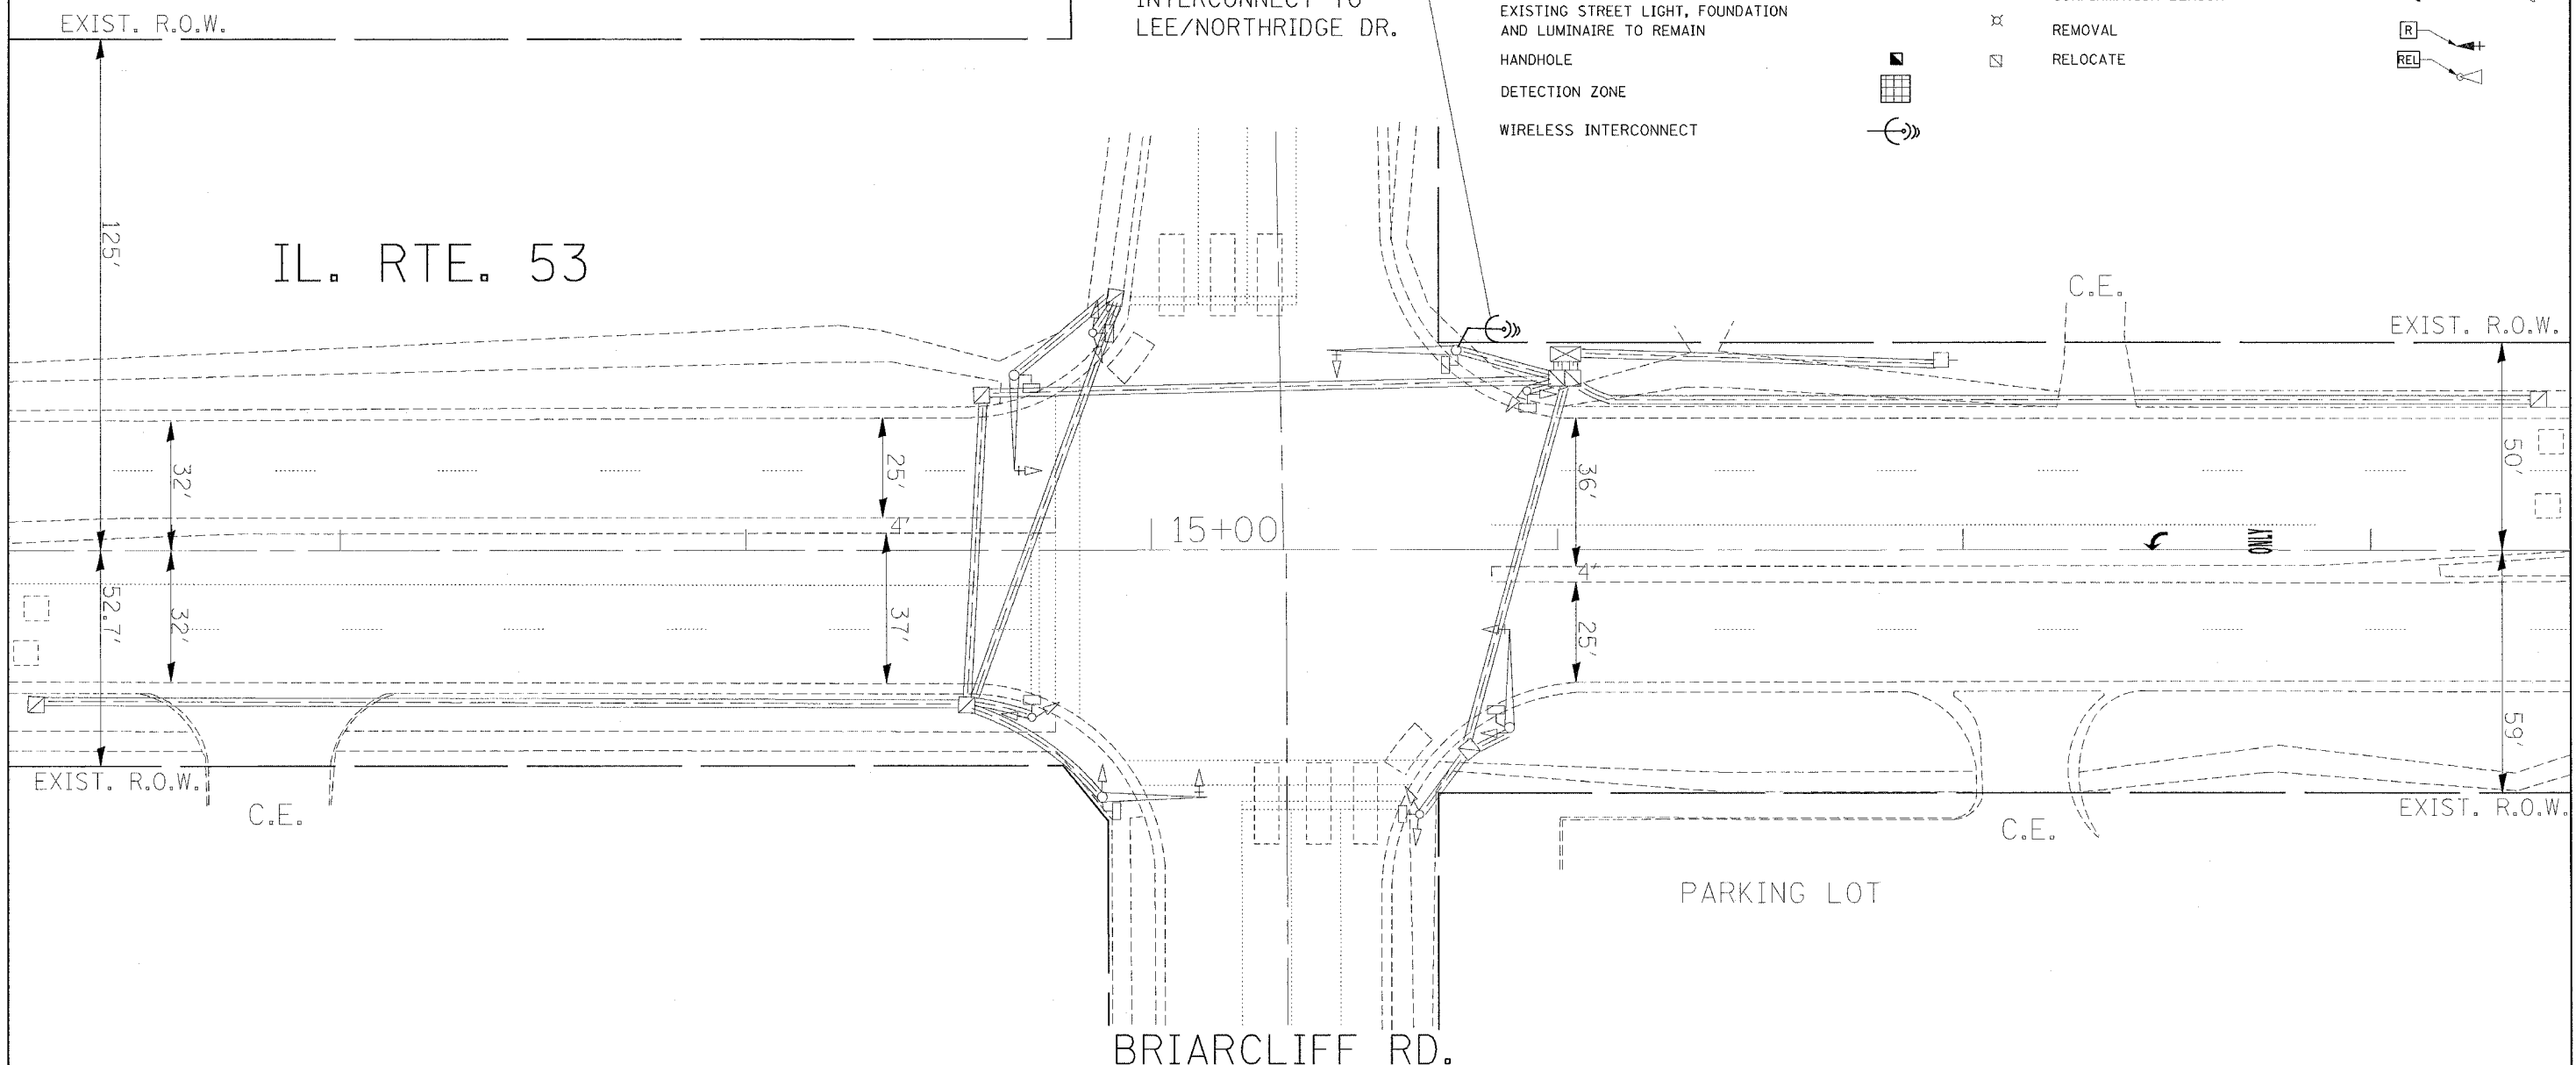 EXIST. R.O.W.
LEE/NORTHRIDGE DR.
EXISTING STREET LIGHT, FOUNDATION
AND LUMINAIRE TO REMAIN
REMOVAL
R
HANDHOLE
RELOCATE
REL
DETECTION ZONE
WIRELESS INTERCONNECT
125'
IL. RTE. 53
C.E.
EXIST. R.O.W.
32'
25'
36'
50'
4'
15+00
ONLY
4'
52.7'
32'
37'
25'
59'
EXIST. R.O.W.
C.E.
EXIST. R.O.W.
C.E.
PARKING LOT
BRIARCLIFF RD.